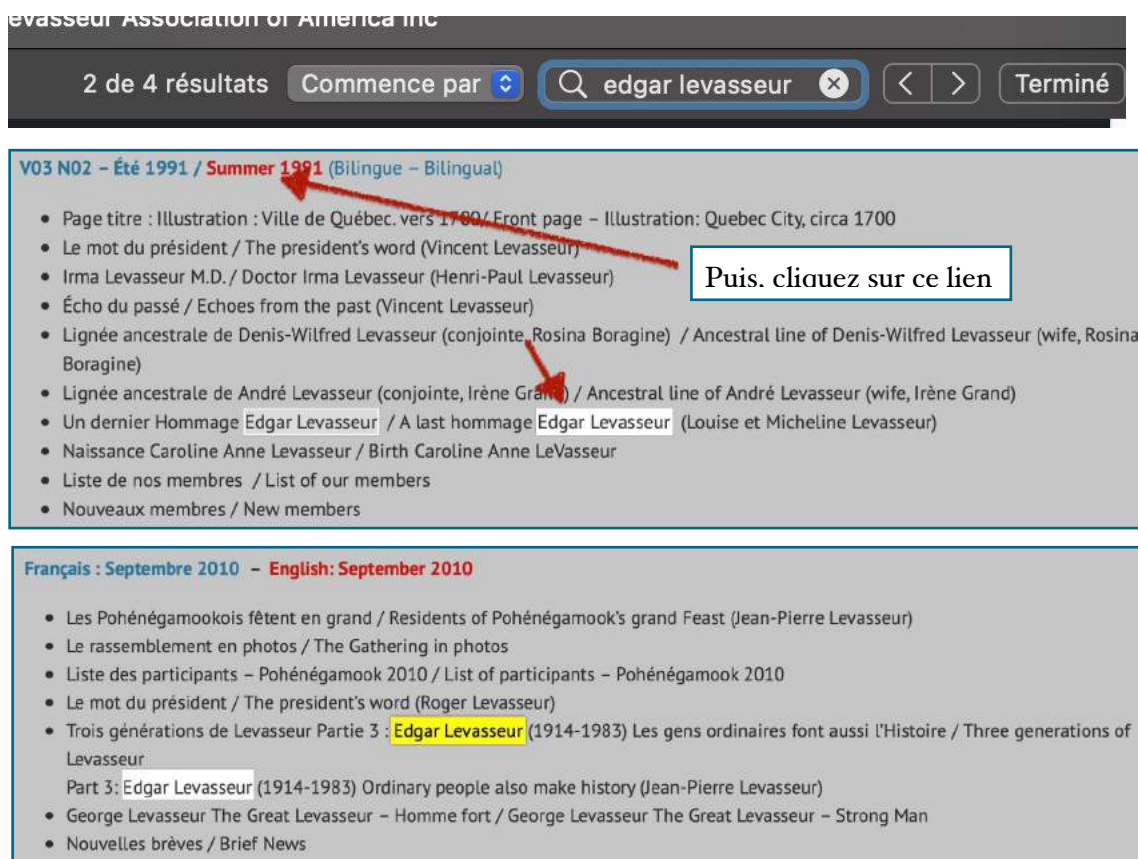 evasseur Association of America Inc
2 de 4 résultats Commence par edgar levasseur Terminé
V03 N02 – Été 1991 / Summer 1991 (Bilingue – Bilingual)
• Page titre : Illustration : Ville de Québec. vers 1700/ Front page – Illustration: Quebec City, circa 1700
• Le mot du président / The president's word (Vincent Levasseur)
• Irma Levasseur M.D. / Doctor Irma Levasseur (Henri-Paul Levasseur)
Puis, cliquez sur ce lien
• Écho du passé / Echoes from the past (Vincent Levasseur)
• Lignée ancestrale de Denis-Wilfred Levasseur (conjointe, Rosina Boragine) / Ancestral line of Denis-Wilfred Levasseur (wife, Rosina
Boragine)
• Lignée ancestrale de André Levasseur (conjointe, Irène Grand) / Ancestral line of André Levasseur (wife, Irène Grand)
• Un dernier Hommage Edgar Levasseur / A last hommage Edgar Levasseur (Louise et Micheline Levasseur)
• Naissance Caroline Anne Levasseur / Birth Caroline Anne LeVasseur
• Liste de nos membres / List of our members
• Nouveaux membres / New members
Français : Septembre 2010 – English: September 2010
• Les Pohénégamookois fêtent en grand / Residents of Pohénégamook's grand Feast (Jean-Pierre Levasseur)
• Le rassemblement en photos / The Gathering in photos
• Liste des participants – Pohénégamook 2010 / List of participants – Pohénégamook 2010
• Le mot du président / The president's word (Roger Levasseur)
• Trois générations de Levasseur Partie 3 : Edgar Levasseur (1914-1983) Les gens ordinaires font aussi l'Histoire / Three generations of
Levasseur
Part 3: Edgar Levasseur (1914-1983) Ordinary people also make history (Jean-Pierre Levasseur)
• George Levasseur The Great Levasseur – Homme fort / George Levasseur The Great Levasseur – Strong Man
• Nouvelles brèves / Brief News